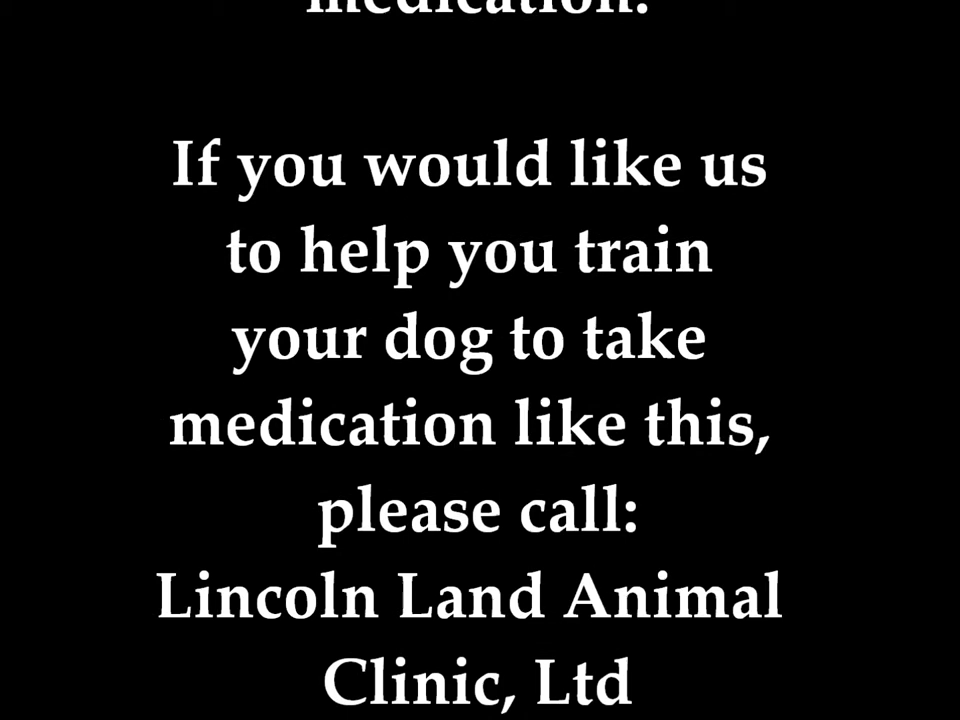 medication.
If you would like us
to help you train
your dog to take
medication like this,
please call:
Lincoln Land Animal
Clinic, Ltd